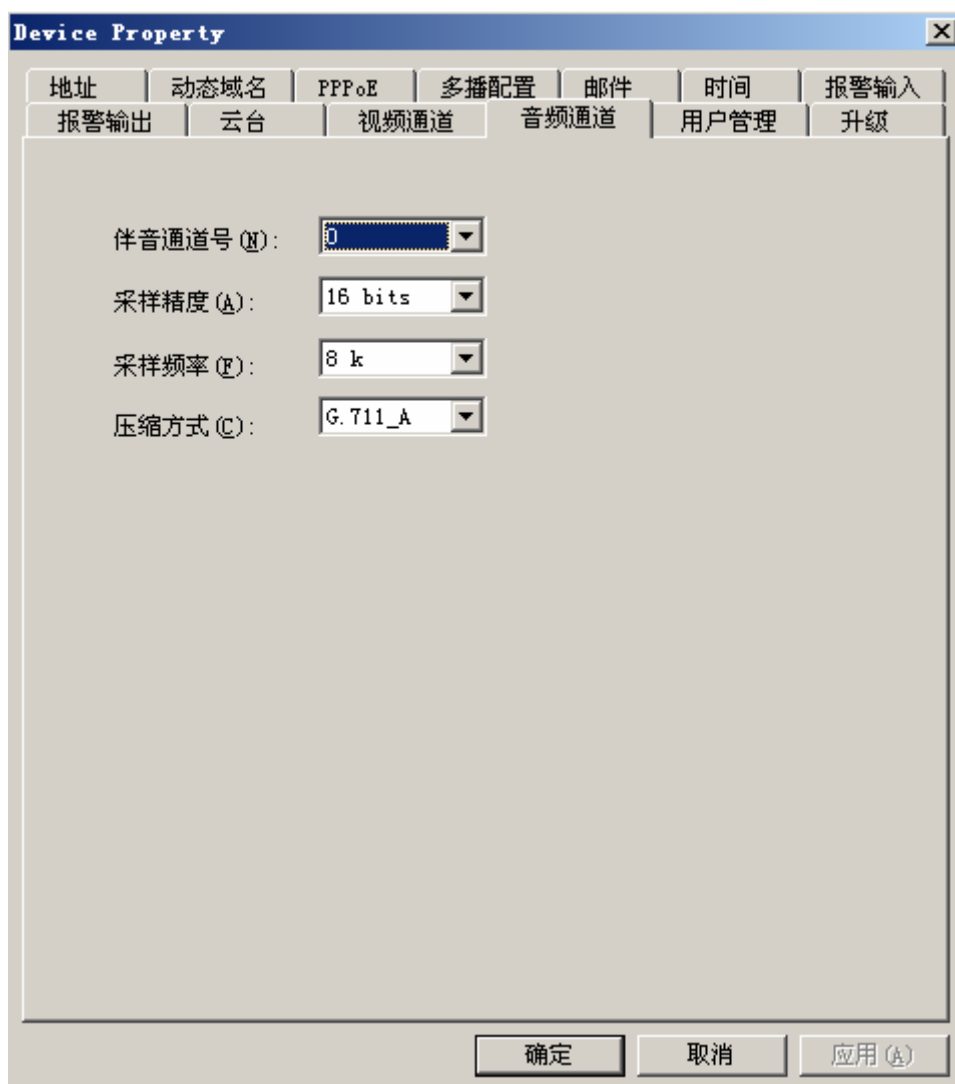 Device Property
地址 动态域名 PPPoE 多播配置 邮件 时间 报警输入
报警输出 云台 视频通道 音频通道 用户管理 升级
伴音通道号(N): 0
采样精度(A): 16 bits
采样频率(F): 8 k
压缩方式(C): G.711_A
确定 取消 应用(A)